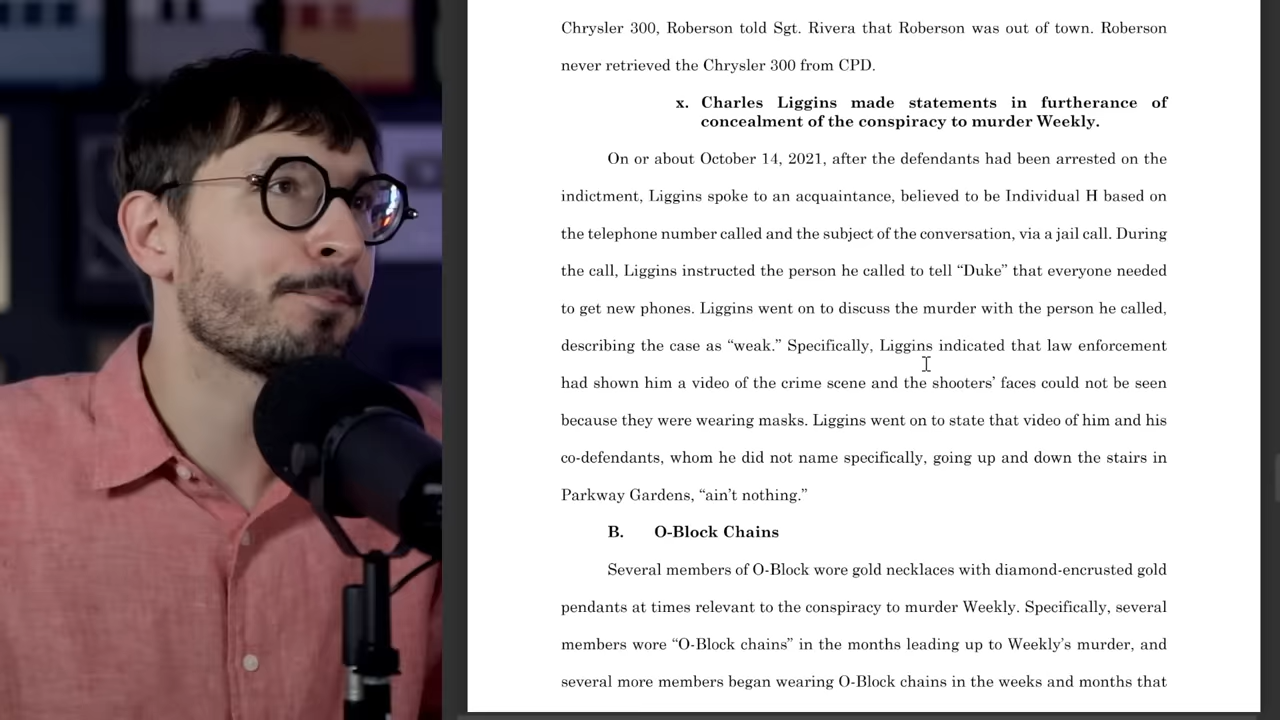 Chrysler 300, Roberson told Sgt. Rivera that Roberson was out of town. Roberson
never retrieved the Chrysler 300 from CPD.
x. Charles Liggins made statements in furtherance of
concealment of the conspiracy to murder Weekly.
On or about October 14, 2021, after the defendants had been arrested on the
indictment, Liggins spoke to an acquaintance, believed to be Individual H based on
the telephone number called and the subject of the conversation, via a jail call. During
the call, Liggins instructed the person he called to tell “Duke” that everyone needed
to get new phones. Liggins went on to discuss the murder with the person he called,
describing the case as “weak.” Specifically, Liggins indicated that law enforcement
had shown him a video of the crime scene and the shooters’ faces could not be seen
because they were wearing masks. Liggins went on to state that video of him and his
co-defendants, whom he did not name specifically, going up and down the stairs in
Parkway Gardens, “ain’t nothing.”
B. O-Block Chains
Several members of O-Block wore gold necklaces with diamond-encrusted gold
pendants at times relevant to the conspiracy to murder Weekly. Specifically, several
members wore “O-Block chains” in the months leading up to Weekly’s murder, and
several more members began wearing O-Block chains in the weeks and months that